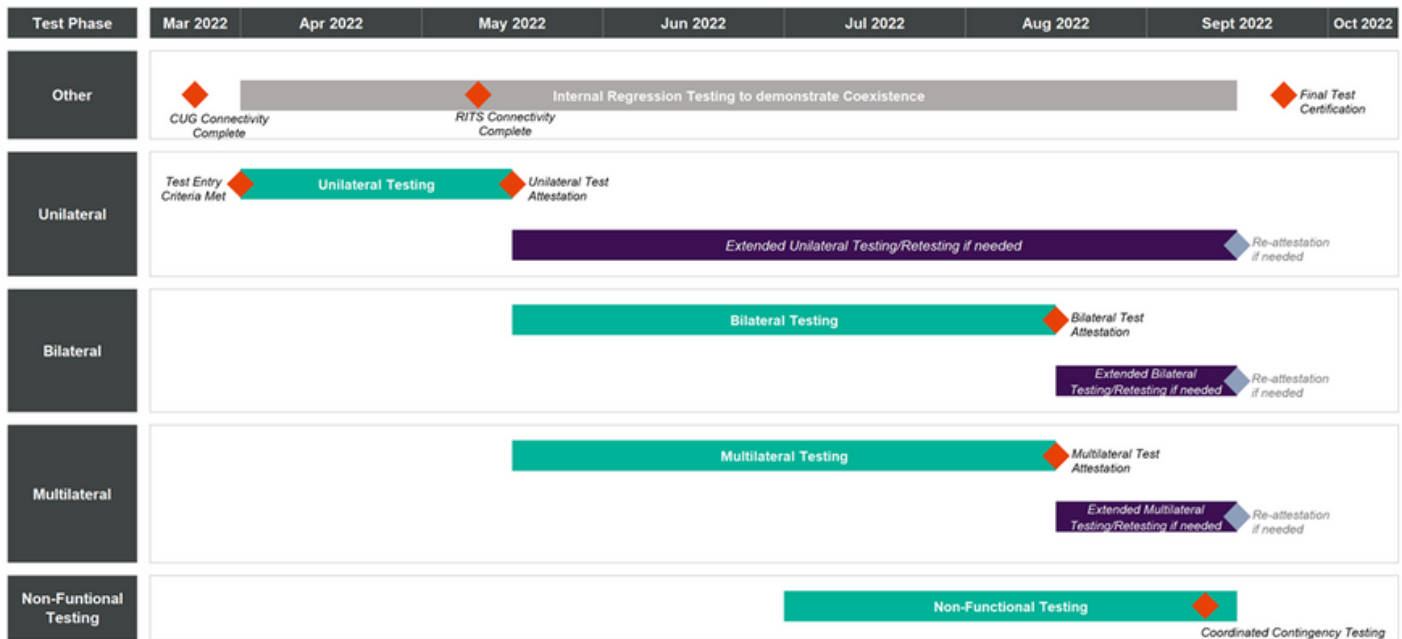 Test Phase
Mar 2022
Apr 2022
May 2022
Jun 2022
Jul 2022
Aug 2022
Sept 2022
Oct 2022
Other
Internal Regression Testing to demonstrate Coexistence
CUG Connectivity
Complete
RITS Connectivity
Complete
Final Test
Certification
Unilateral
Test Entry
Criteria Met
Unilateral Testing
Unilateral Test
Attestation
Extended Unilateral Testing/Retesting if needed
Re-attestation
if needed
Bilateral
Bilateral Testing
Bilateral Test
Attestation
Extended Bilateral
Testing/Retesting if needed
Re-attestation
if needed
Multilateral
Multilateral Testing
Multilateral Test
Attestation
Extended Multilateral
Testing/Retesting if needed
Re-attestation
if needed
Non-Funtional
Testing
Non-Functional Testing
Coordinated Contingency Testing